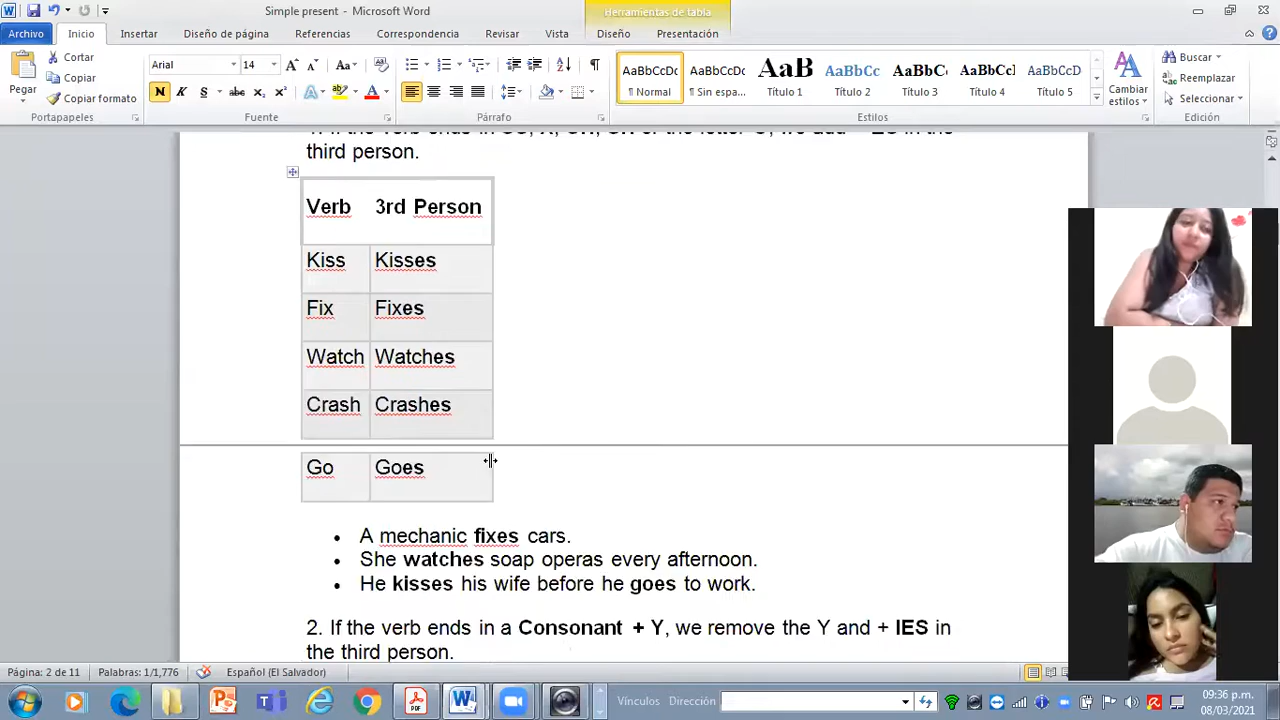 Simple present - Microsoft Word
Herramientas de tabla
Archivo Inicio Insertar Diseño de página Referencias Correspondencia Revisar Vista Diseño Presentación
Cortar
Copiar
Copiar formato
Pegar
Portapapeles
Arial 14
Fuente
Párrafo
AaBbCcDc AaBbCcDc AaB AaBbCc AaBbC AaBbC AaBbCcD
¶ Normal ¶ Sin espa... Título 1 Título 2 Título 3 Título 4 Título 5
Cambiar estilos
Estilos
Buscar
Reemplazar
Seleccionar
Edición
third person.
Verb 3rd Person
Kiss Kisses
Fix Fixes
Watch Watches
Crash Crashes
Go Goes
• A mechanic fixes cars.
• She watches soap operas every afternoon.
• He kisses his wife before he goes to work.
2. If the verb ends in a Consonant + Y, we remove the Y and + IES in
the third person.
Página: 2 de 11 Palabras: 1/1,776 Español (El Salvador)
Vínculos Dirección
09:36 p.m.
08/03/2021